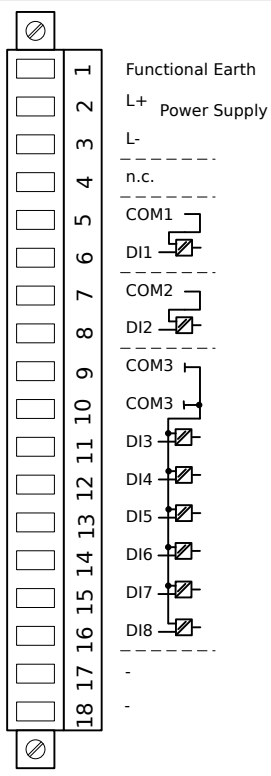 1 Functional Earth
2 L+ Power Supply
3 L-
4 n.c.
5 COM1
6 DI1
7 COM2
8 DI2
9 COM3
10 COM3
11 DI3
12 DI4
13 DI5
14 DI6
15 DI7
16 DI8
17 -
18 -